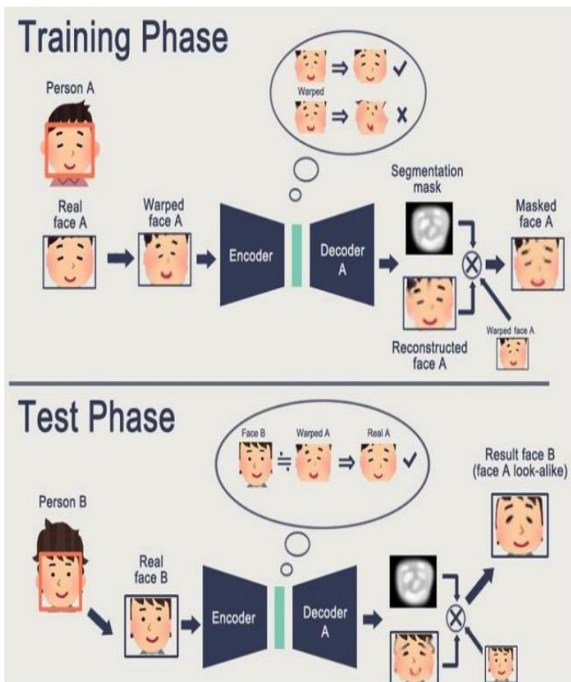 Training Phase
Person A
Real
face A
Warped
face A
Encoder
Decoder
A
Warped
Segmentation
mask
Reconstructed
face A
Warped face A
Masked
face A
Test Phase
Person B
Real
face B
Encoder
Decoder
A
Face B
Warped A
Real A
Result face B
(face A look-alike)